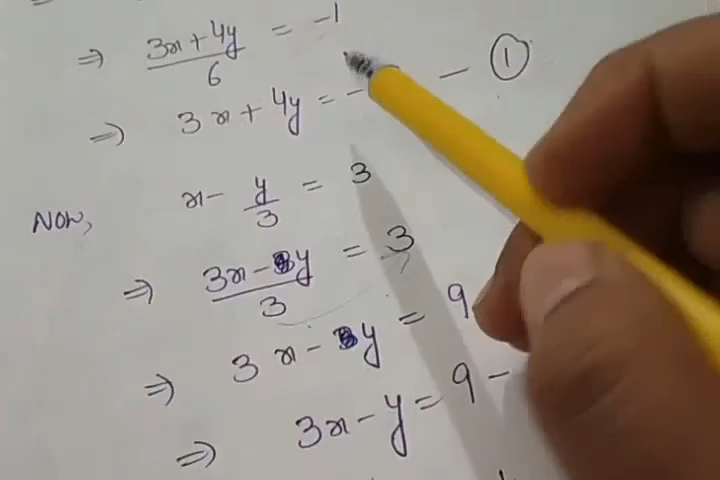 ⇒ 3x+4y/6 = -1
⇒ 3x+4y = - — ①
Now, x- y/3 = 3
⇒ 3x-y/3 = 3
⇒ 3x-y = 9
⇒ 3x-y = 9 -